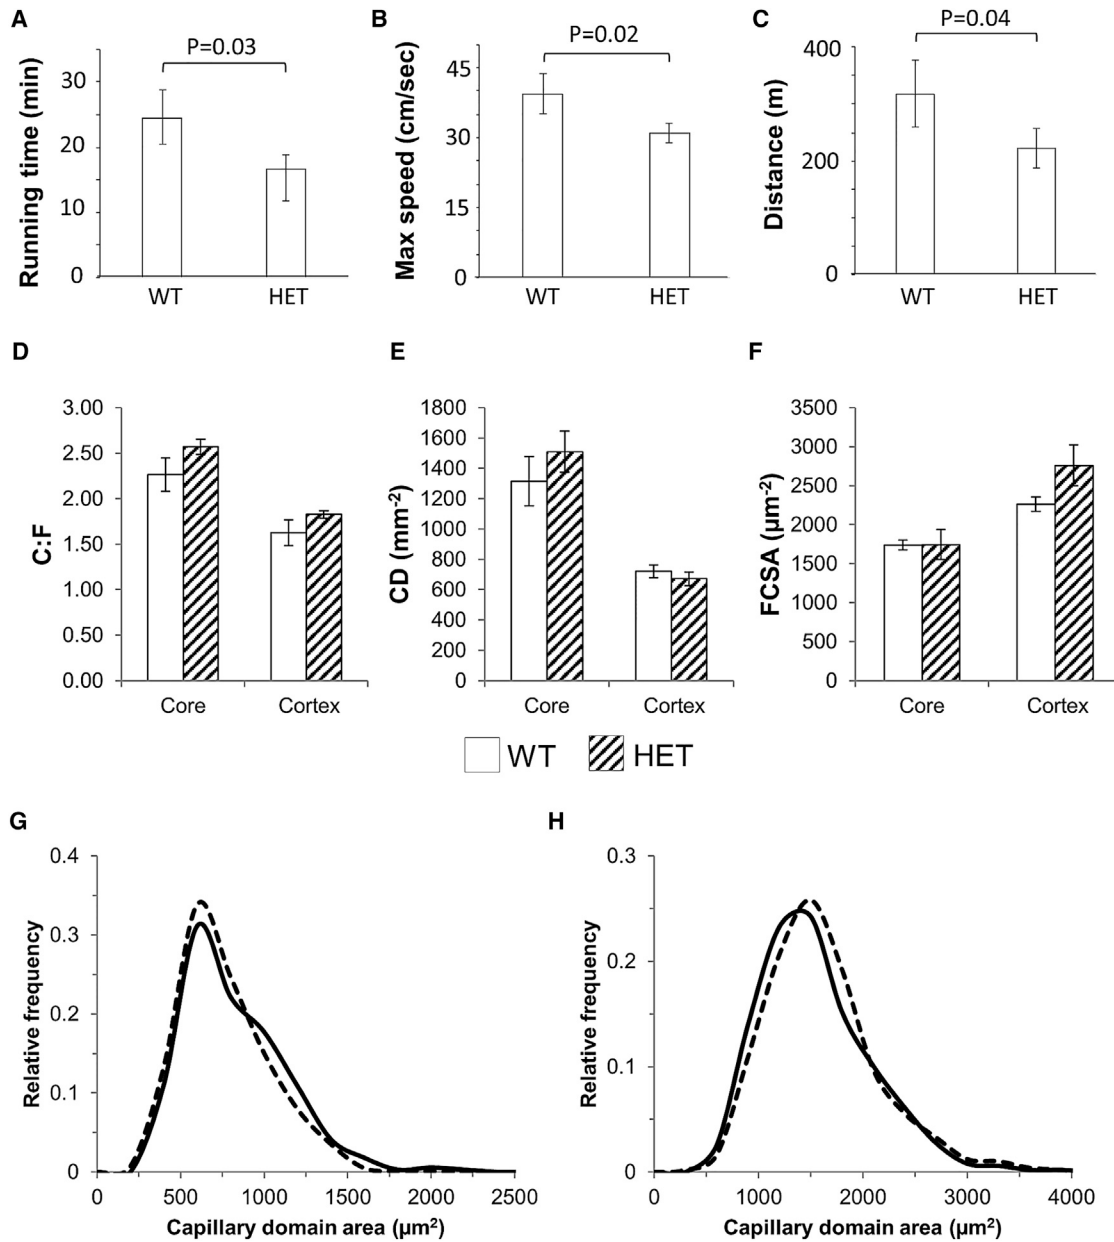 A
P=0.03
Running time (min)
30
20
10
0
WT HET
B
P=0.02
Max speed (cm/sec)
45
30
15
0
WT HET
C
P=0.04
Distance (m)
400
200
0
WT HET
D
C:F
3.00
2.50
2.00
1.50
1.00
0.50
0.00
Core Cortex
E
CD (mm-2)
1800
1600
1400
1200
1000
800
600
400
200
0
Core Cortex
F
FCSA (µm-2)
3500
3000
2500
2000
1500
1000
500
0
Core Cortex
WT HET
G
Relative frequency
0.4
0.3
0.2
0.1
0
0 500 1000 1500 2000 2500
Capillary domain area (µm2)
H
Relative frequency
0.3
0.2
0.1
0
0 1000 2000 3000 4000
Capillary domain area (µm2)